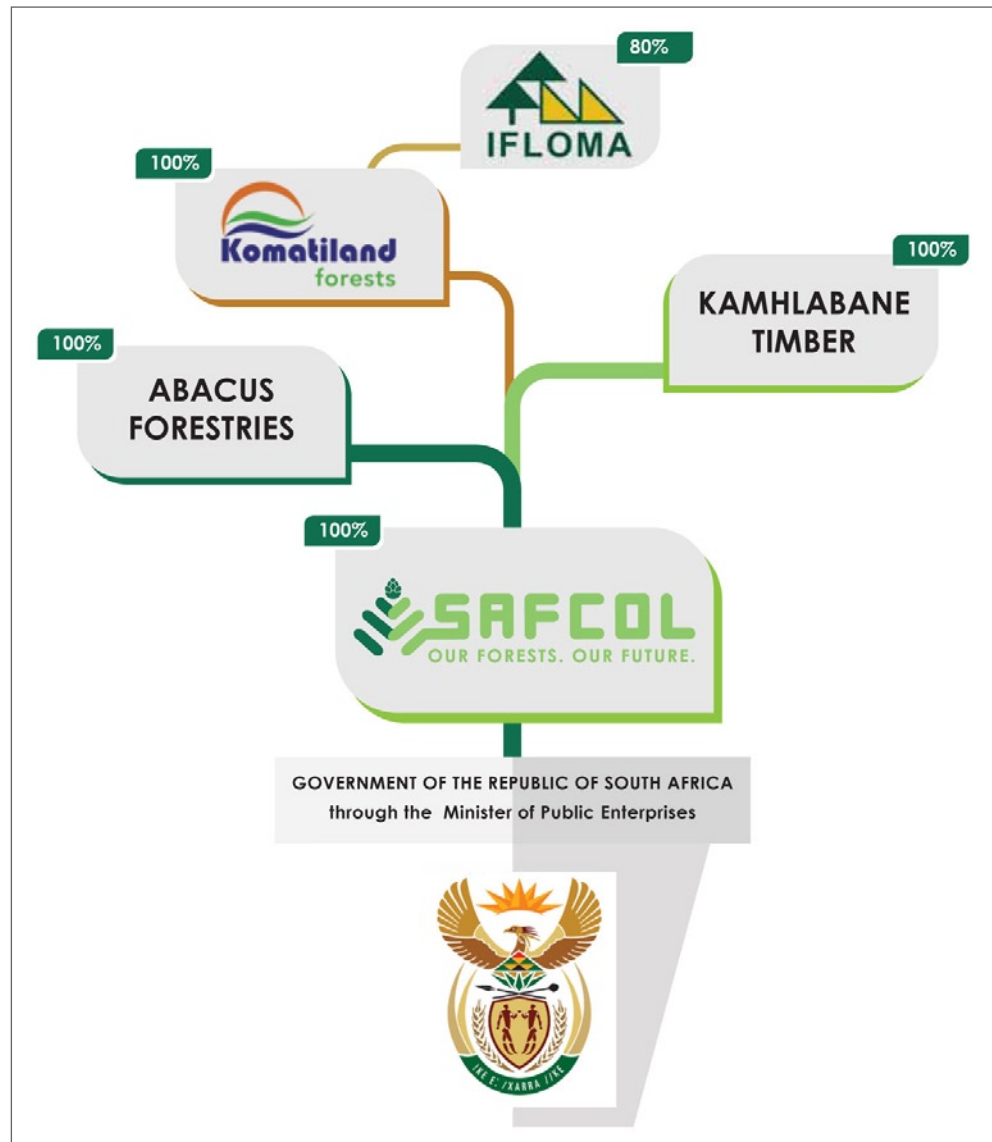 80%
IFLOMA
100%
Komatiland
forests
100%
KAMHLABANE
TIMBER
100%
ABACUS
FORESTRIES
100%
SAFCOL
OUR FORESTS. OUR FUTURE.
GOVERNMENT OF THE REPUBLIC OF SOUTH AFRICA
through the Minister of Public Enterprises
!KE E: /XARRA //KE